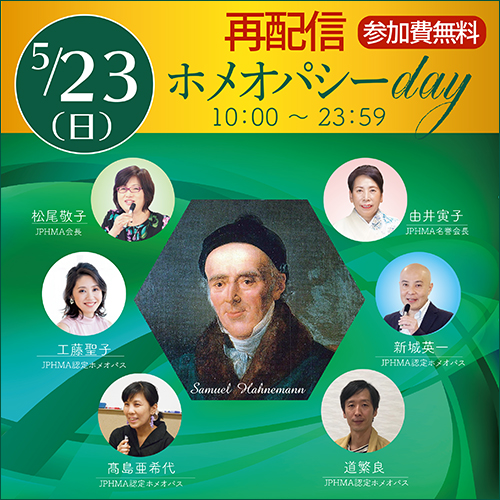 5/23
(日)
再配信
参加費無料
ホメオパシーday
10:00 ～ 23:59
松尾敬子
JPHMA会長
由井寅子
JPHMA名誉会長
工藤聖子
JPHMA認定ホメオパス
新城英一
JPHMA認定ホメオパス
Samuel Hahnemann
髙島亜希代
JPHMA認定ホメオパス
道繁良
JPHMA認定ホメオパス